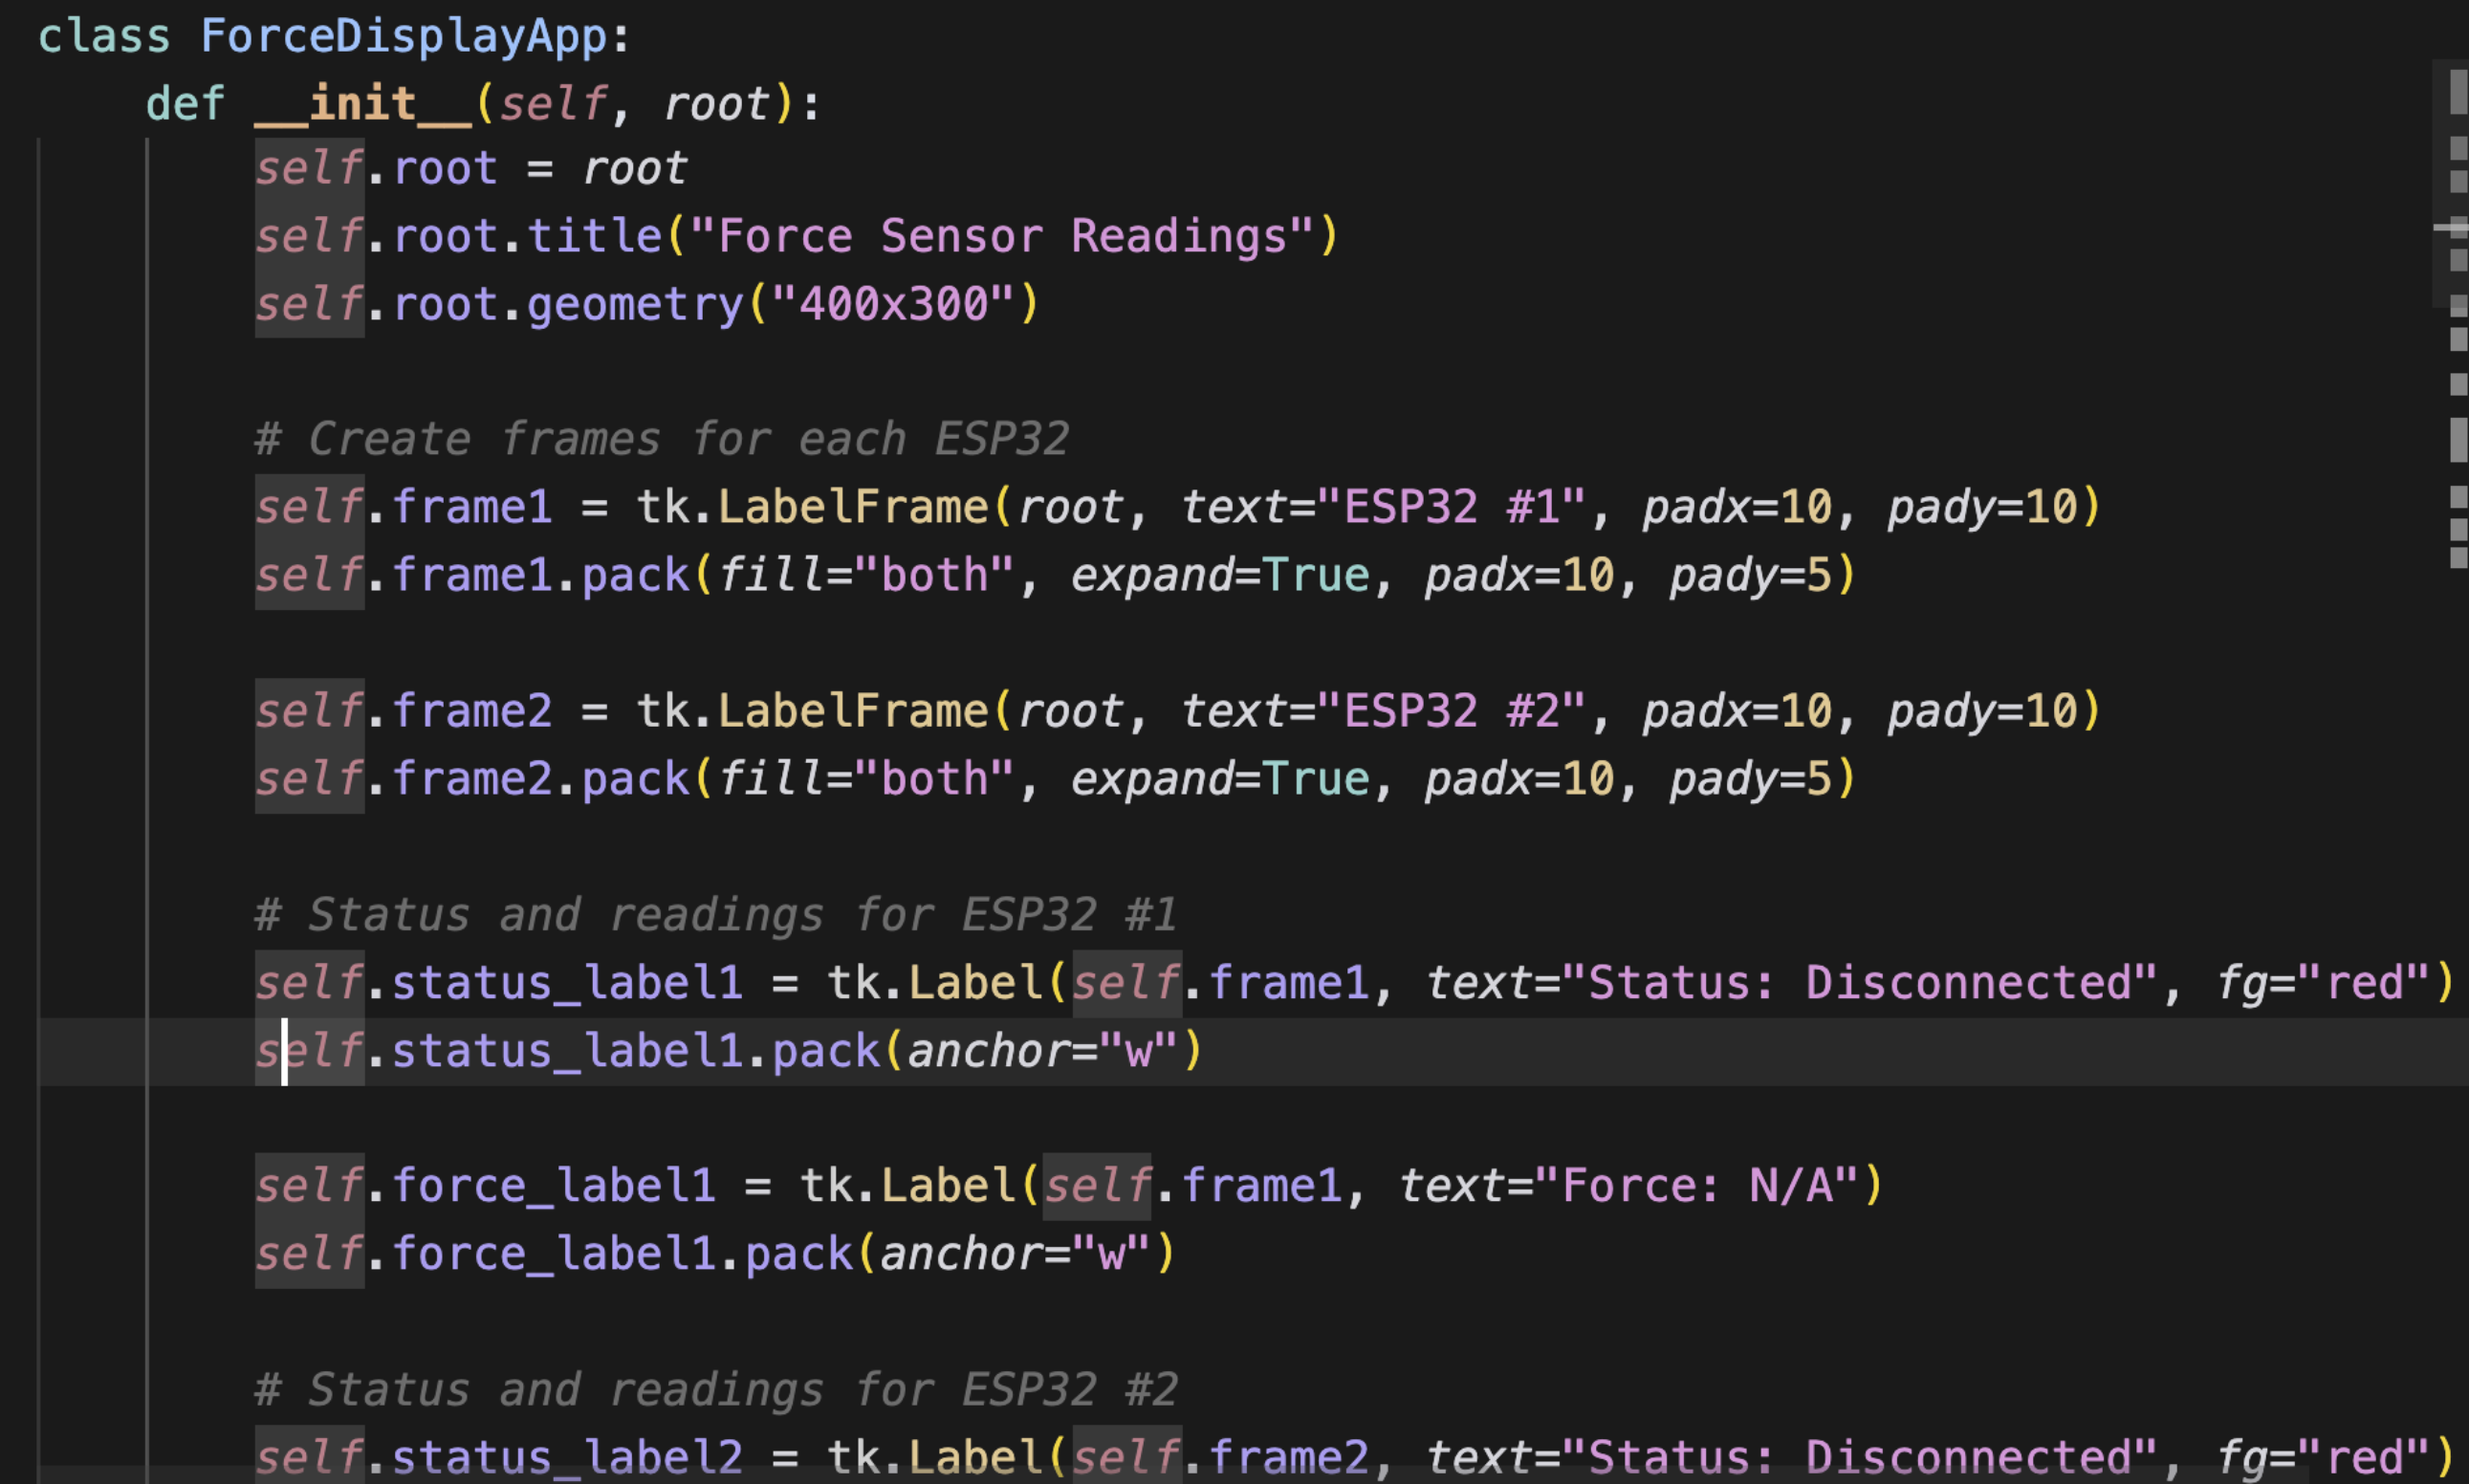 class ForceDisplayApp:
def __init__(self, root):
self.root = root
self.root.title("Force Sensor Readings")
self.root.geometry("400x300")
# Create frames for each ESP32
self.frame1 = tk.LabelFrame(root, text="ESP32 #1", padx=10, pady=10)
self.frame1.pack(fill="both", expand=True, padx=10, pady=5)
self.frame2 = tk.LabelFrame(root, text="ESP32 #2", padx=10, pady=10)
self.frame2.pack(fill="both", expand=True, padx=10, pady=5)
# Status and readings for ESP32 #1
self.status_label1 = tk.Label(self.frame1, text="Status: Disconnected", fg="red")
self.status_label1.pack(anchor="w")
self.force_label1 = tk.Label(self.frame1, text="Force: N/A")
self.force_label1.pack(anchor="w")
# Status and readings for ESP32 #2
self.status_label2 = tk.Label(self.frame2, text="Status: Disconnected", fg="red")